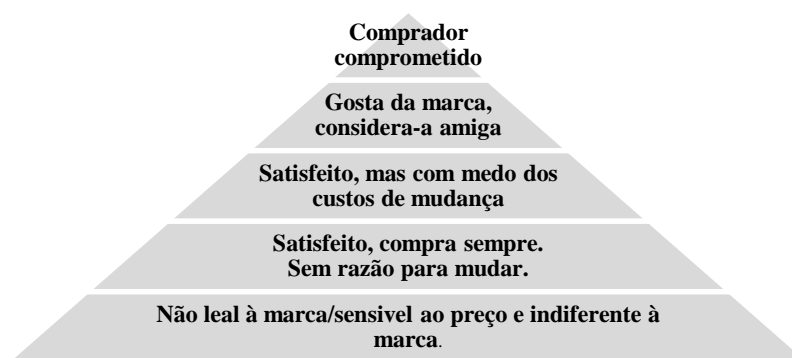 Comprador
comprometido
Gosta da marca,
considera-a amiga
Satisfeito, mas com medo dos
custos de mudança
Satisfeito, compra sempre.
Sem razão para mudar.
Não leal à marca/sensivel ao preço e indiferente à
marca.